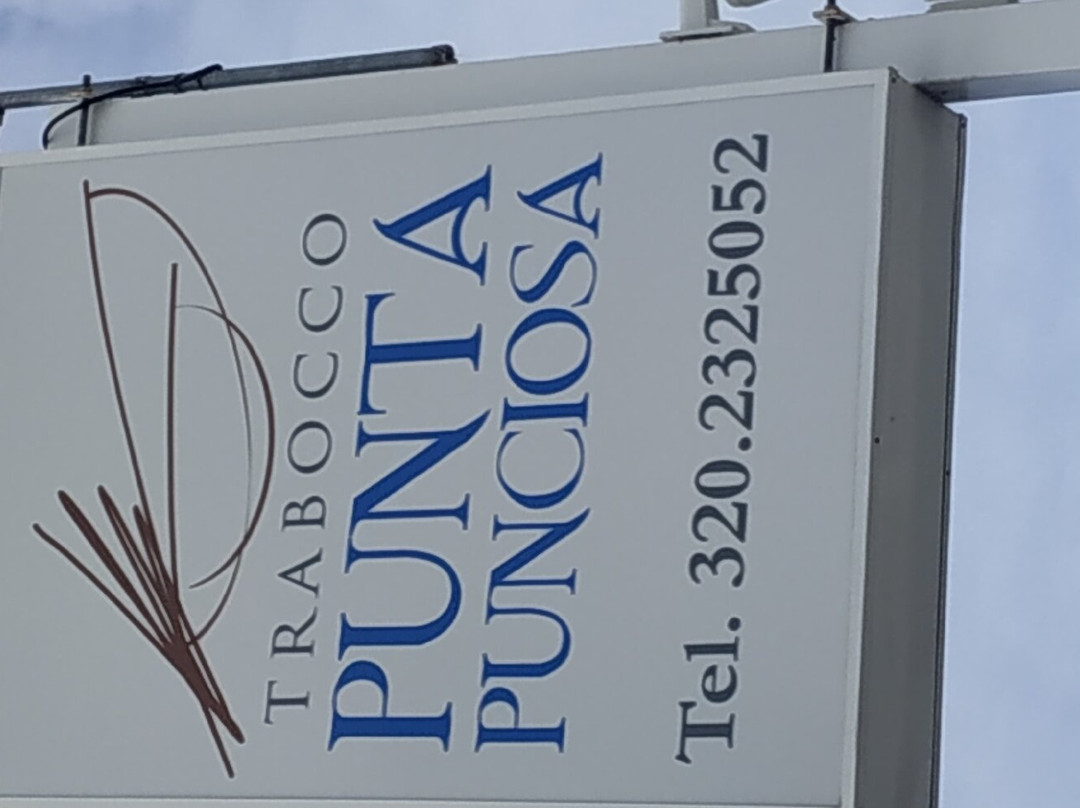 TRABOCCO
PUNTA
PUNCIOSA
Tel. 320.2325052